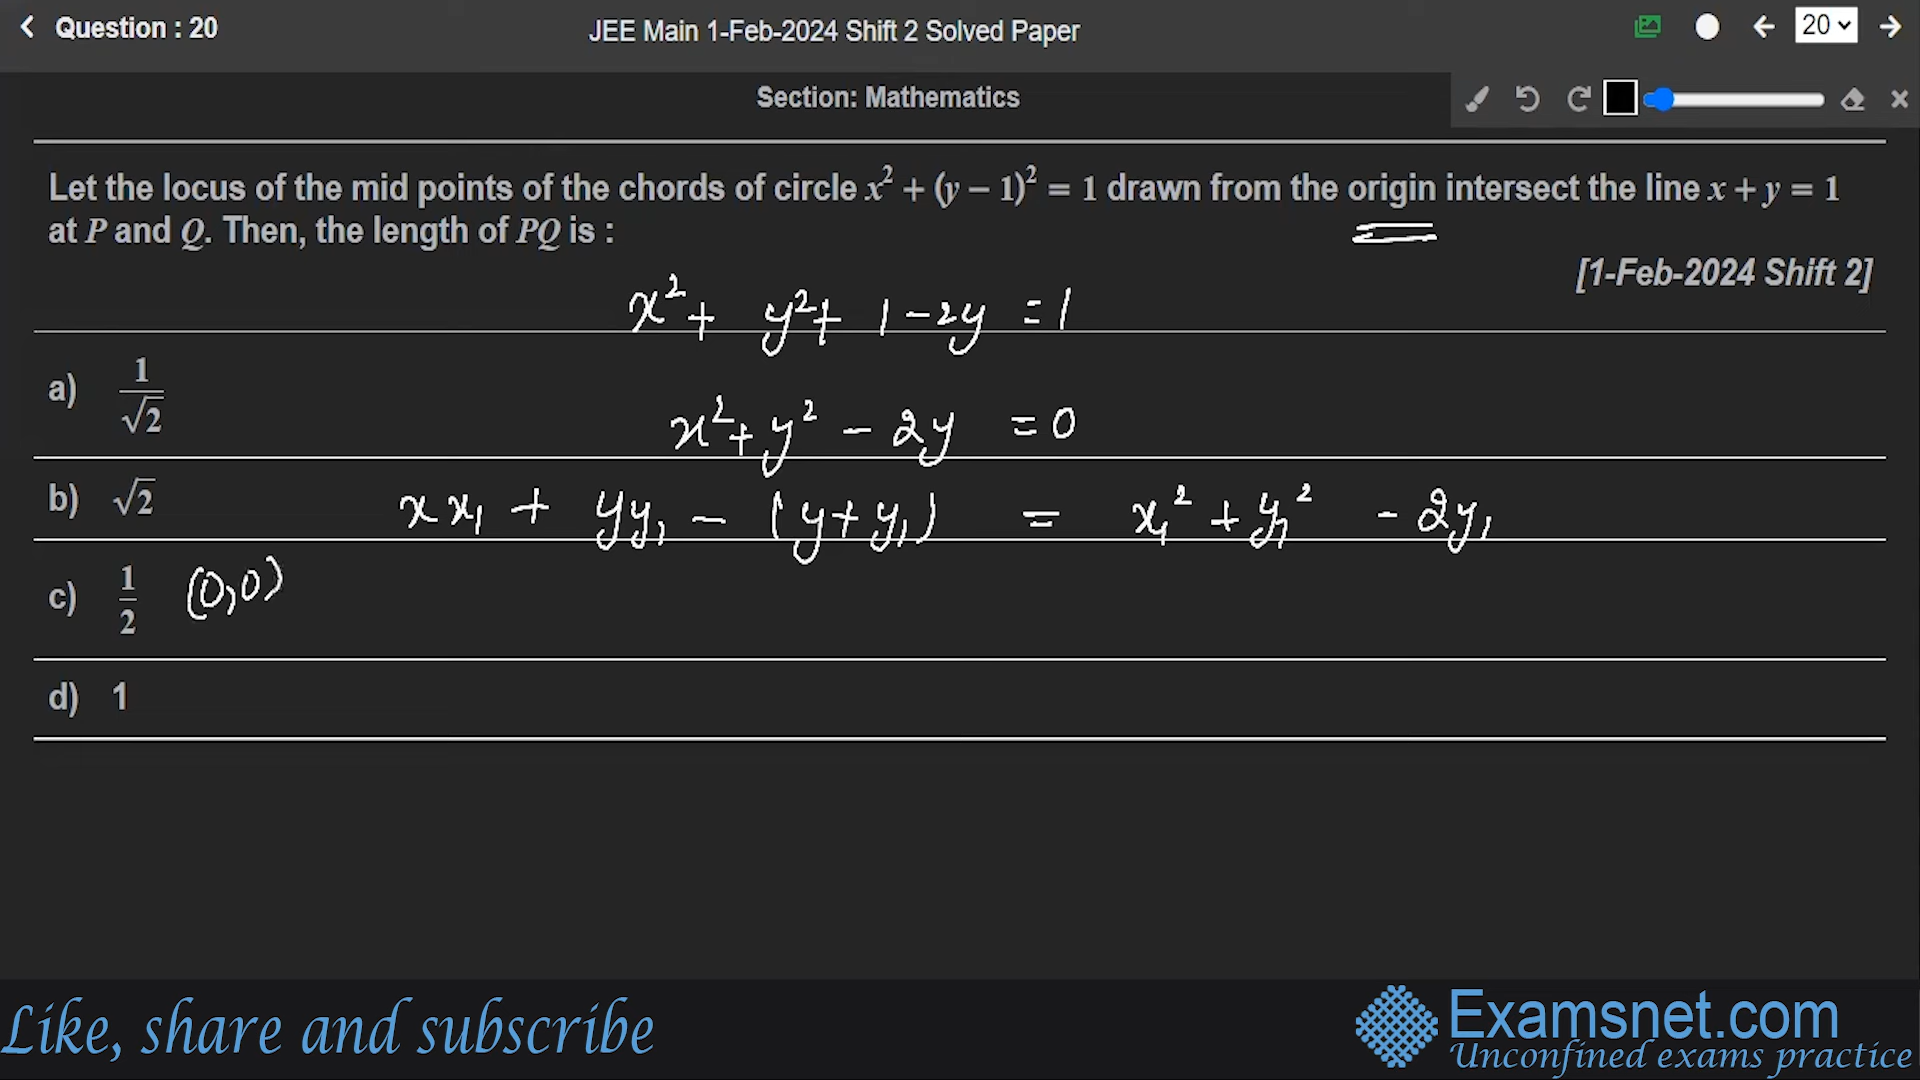 Question : 20
JEE Main 1-Feb-2024 Shift 2 Solved Paper
20
Section: Mathematics
Let the locus of the mid points of the chords of circle x² + (y − 1)² = 1 drawn from the origin intersect the line x + y = 1
at P and Q. Then, the length of PQ is :
[1-Feb-2024 Shift 2]
x² + y² + 1 − 2y = 1
a) 1/√2
x² + y² − 2y = 0
b) √2
xx₁ + yy₁ − (y + y₁) = x₁² + y₁² − 2y₁
c) 1/2
(0,0)
d) 1
Like, share and subscribe
Examsnet.com
Unconfined exams practice